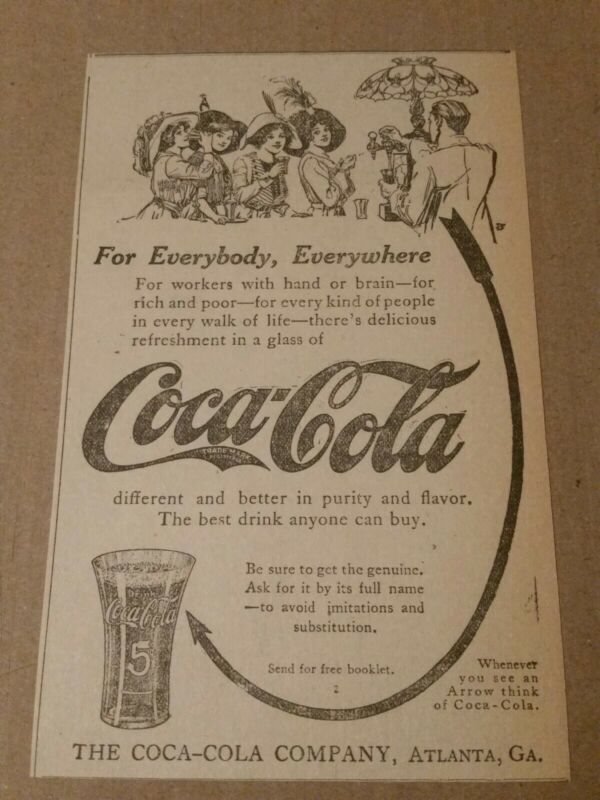 For Everybody, Everywhere
For workers with hand or brain—for
rich and poor—for every kind of people
in every walk of life—there's delicious
refreshment in a glass of
Coca-Cola
TRADE MARK
different and better in purity and flavor.
The best drink anyone can buy.
Be sure to get the genuine.
Ask for it by its full name
—to avoid imitations and
substitution.
Send for free booklet.
2
DRINK
Coca-Cola
5
Whenever
you see an
Arrow think
of Coca-Cola.
THE COCA-COLA COMPANY, ATLANTA, GA.